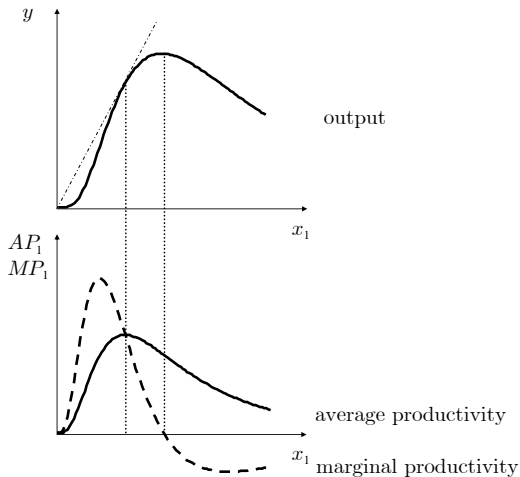 y
output
x₁
AP₁
MP₁
average productivity
x₁
marginal productivity